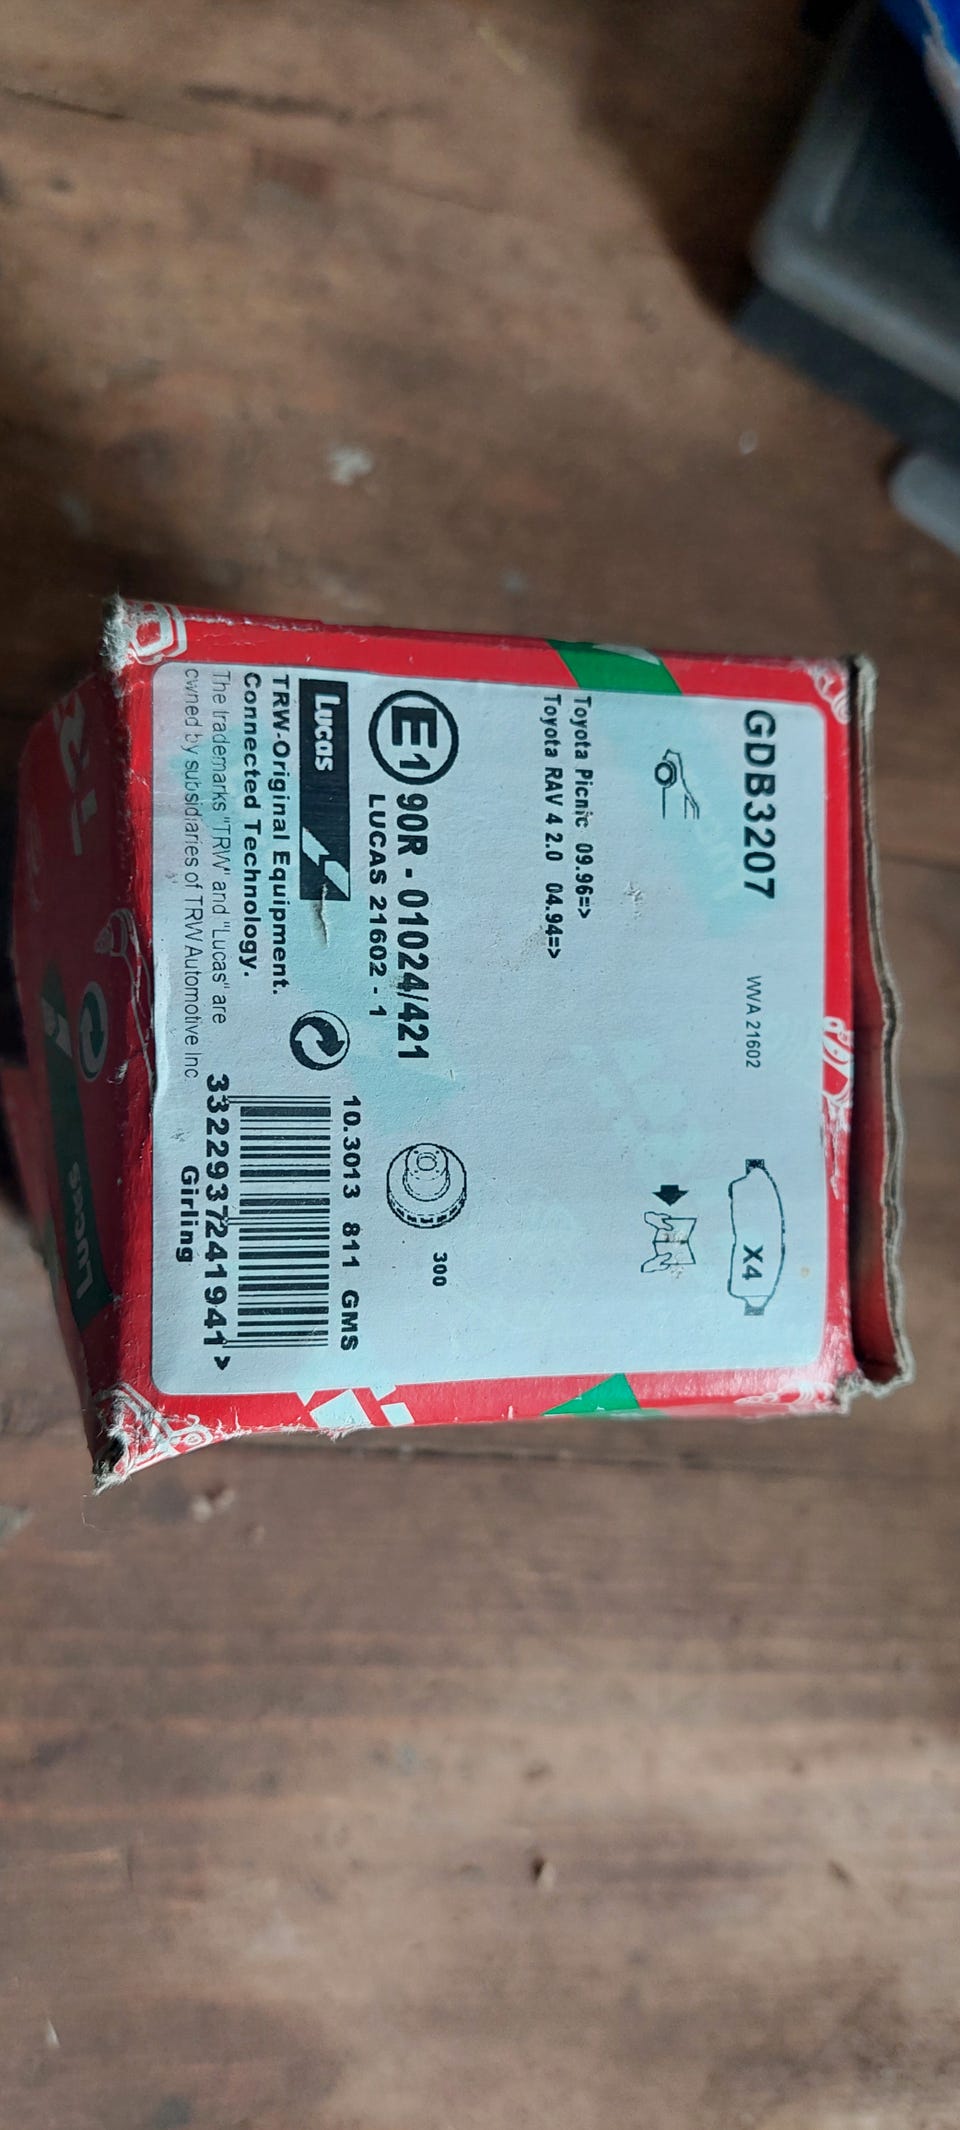 GDB3207
WVA 21602
X4
Toyota Picnic 09.96=>
Toyota RAV 4 2.0 04.94=>
300
E1 90R - 01024/421
LUCAS 21602 - 1
10.3013 811 GMS
Lucas
TRW-Original Equipment.
Connected Technology.
The trademarks "TRW" and "Lucas" are
owned by subsidiaries of TRW Automotive Inc.
3322937241941>
Girling
Lucas